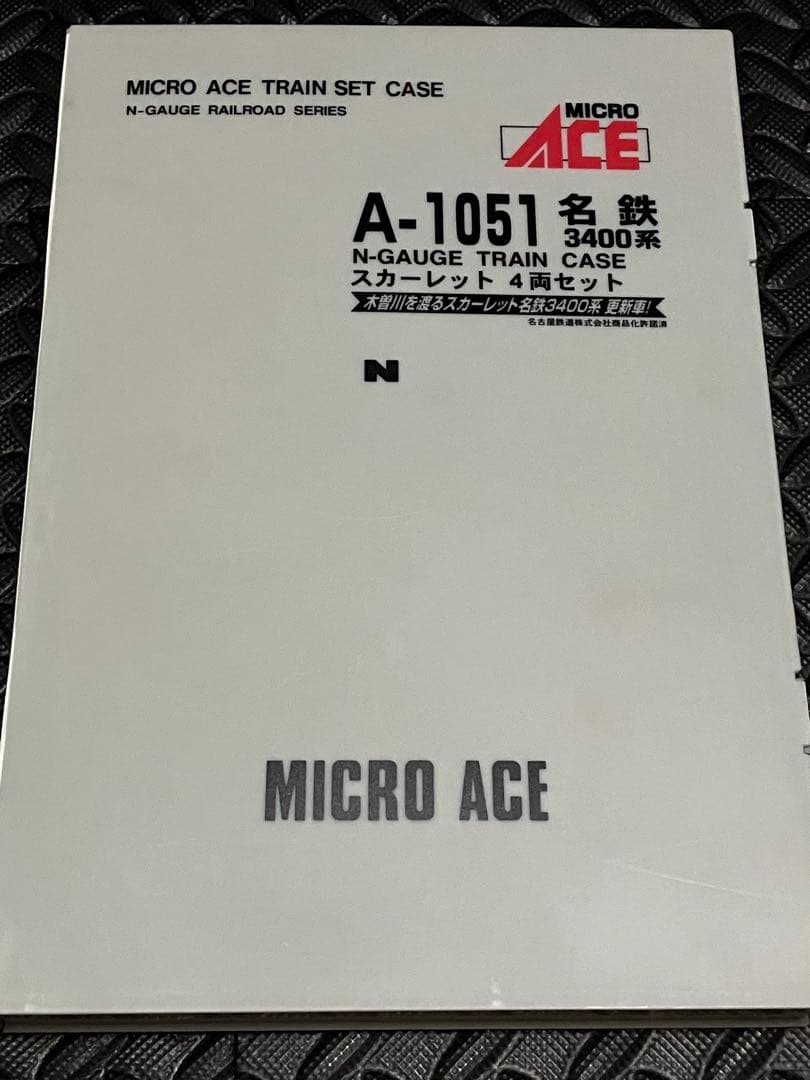 MICRO ACE TRAIN SET CASE
N-GAUGE RAILROAD SERIES
MICRO
ACE
A-1051 名鉄 3400系
N-GAUGE TRAIN CASE
スカーレット 4両セット
木曽川を渡るスカーレット名鉄3400系 更新車!
名古屋鉄道株式会社商品化許諾済
N
MICRO ACE